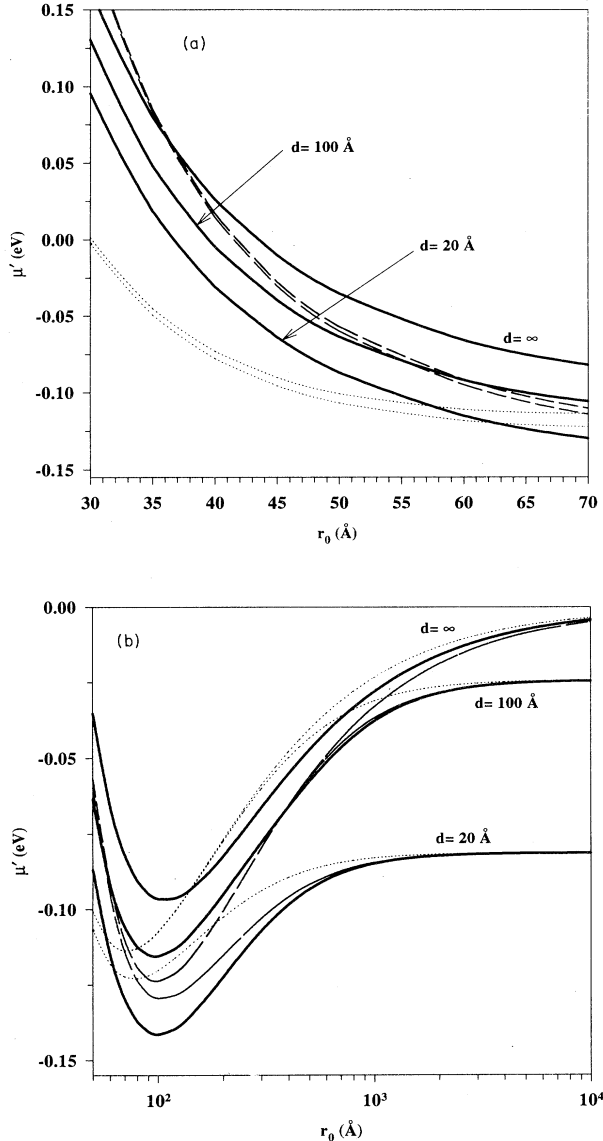 0.15
(a)
0.10
d= 100 Å
0.05
μ′ (eV)
0.00
d= 20 Å
-0.05
d= ∞
-0.10
-0.15
30 35 40 45 50 55 60 65 70
r₀ (Å)
0.00
(b)
d= ∞
d= 100 Å
-0.05
μ′ (eV)
d= 20 Å
-0.10
-0.15
10² 10³ 10⁴
r₀ (Å)